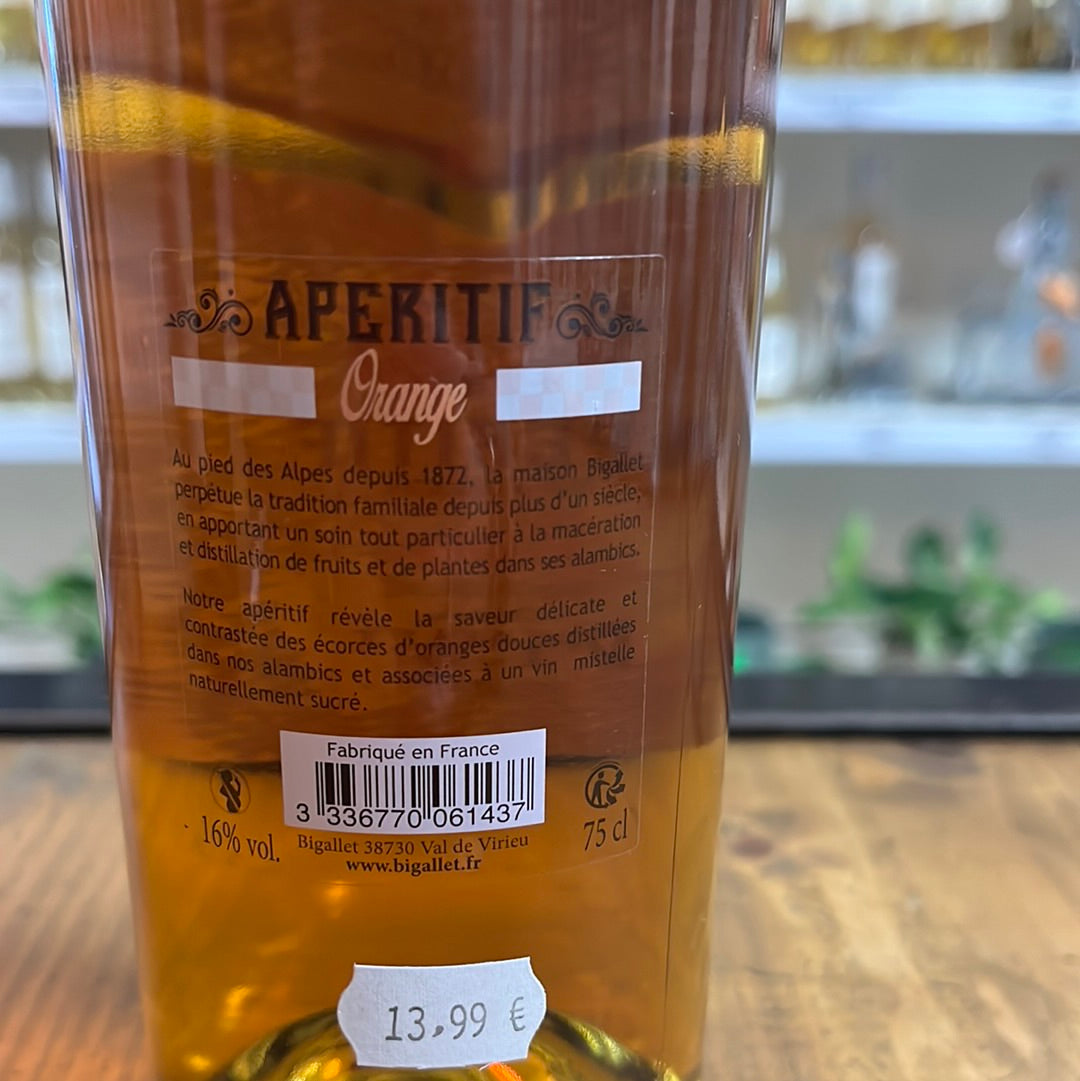 APERITIF
Orange
Au pied des Alpes depuis 1872, la maison Bigallet
perpétue la tradition familiale depuis plus d'un siècle,
en apportant un soin tout particulier à la macération
et distillation de fruits et de plantes dans ses alambics.
Notre apéritif révèle la saveur délicate et
contrastée des écorces d'oranges douces distillées
dans nos alambics et associées à un vin mistelle
naturellement sucré.
Fabriqué en France
3 336770 061437
16% vol.
Bigallet 38730 Val de Virieu
www.bigallet.fr
75 cl
13,99 €